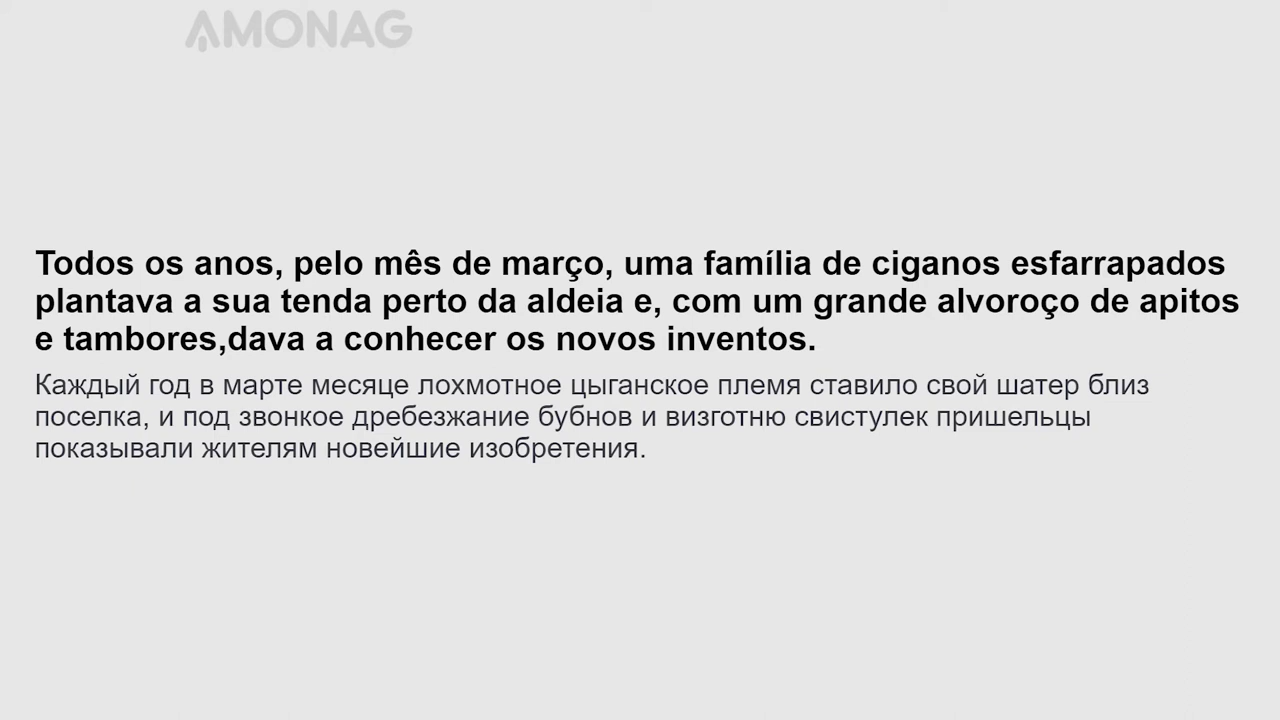 AMONAG
Todos os anos, pelo mês de março, uma família de ciganos esfarrapados
plantava a sua tenda perto da aldeia e, com um grande alvoroço de apitos
e tambores,dava a conhecer os novos inventos.
Каждый год в марте месяце лохмотное цыганское племя ставило свой шатер близ
поселка, и под звонкое дребезжание бубнов и визготню свистулек пришельцы
показывали жителям новейшие изобретения.